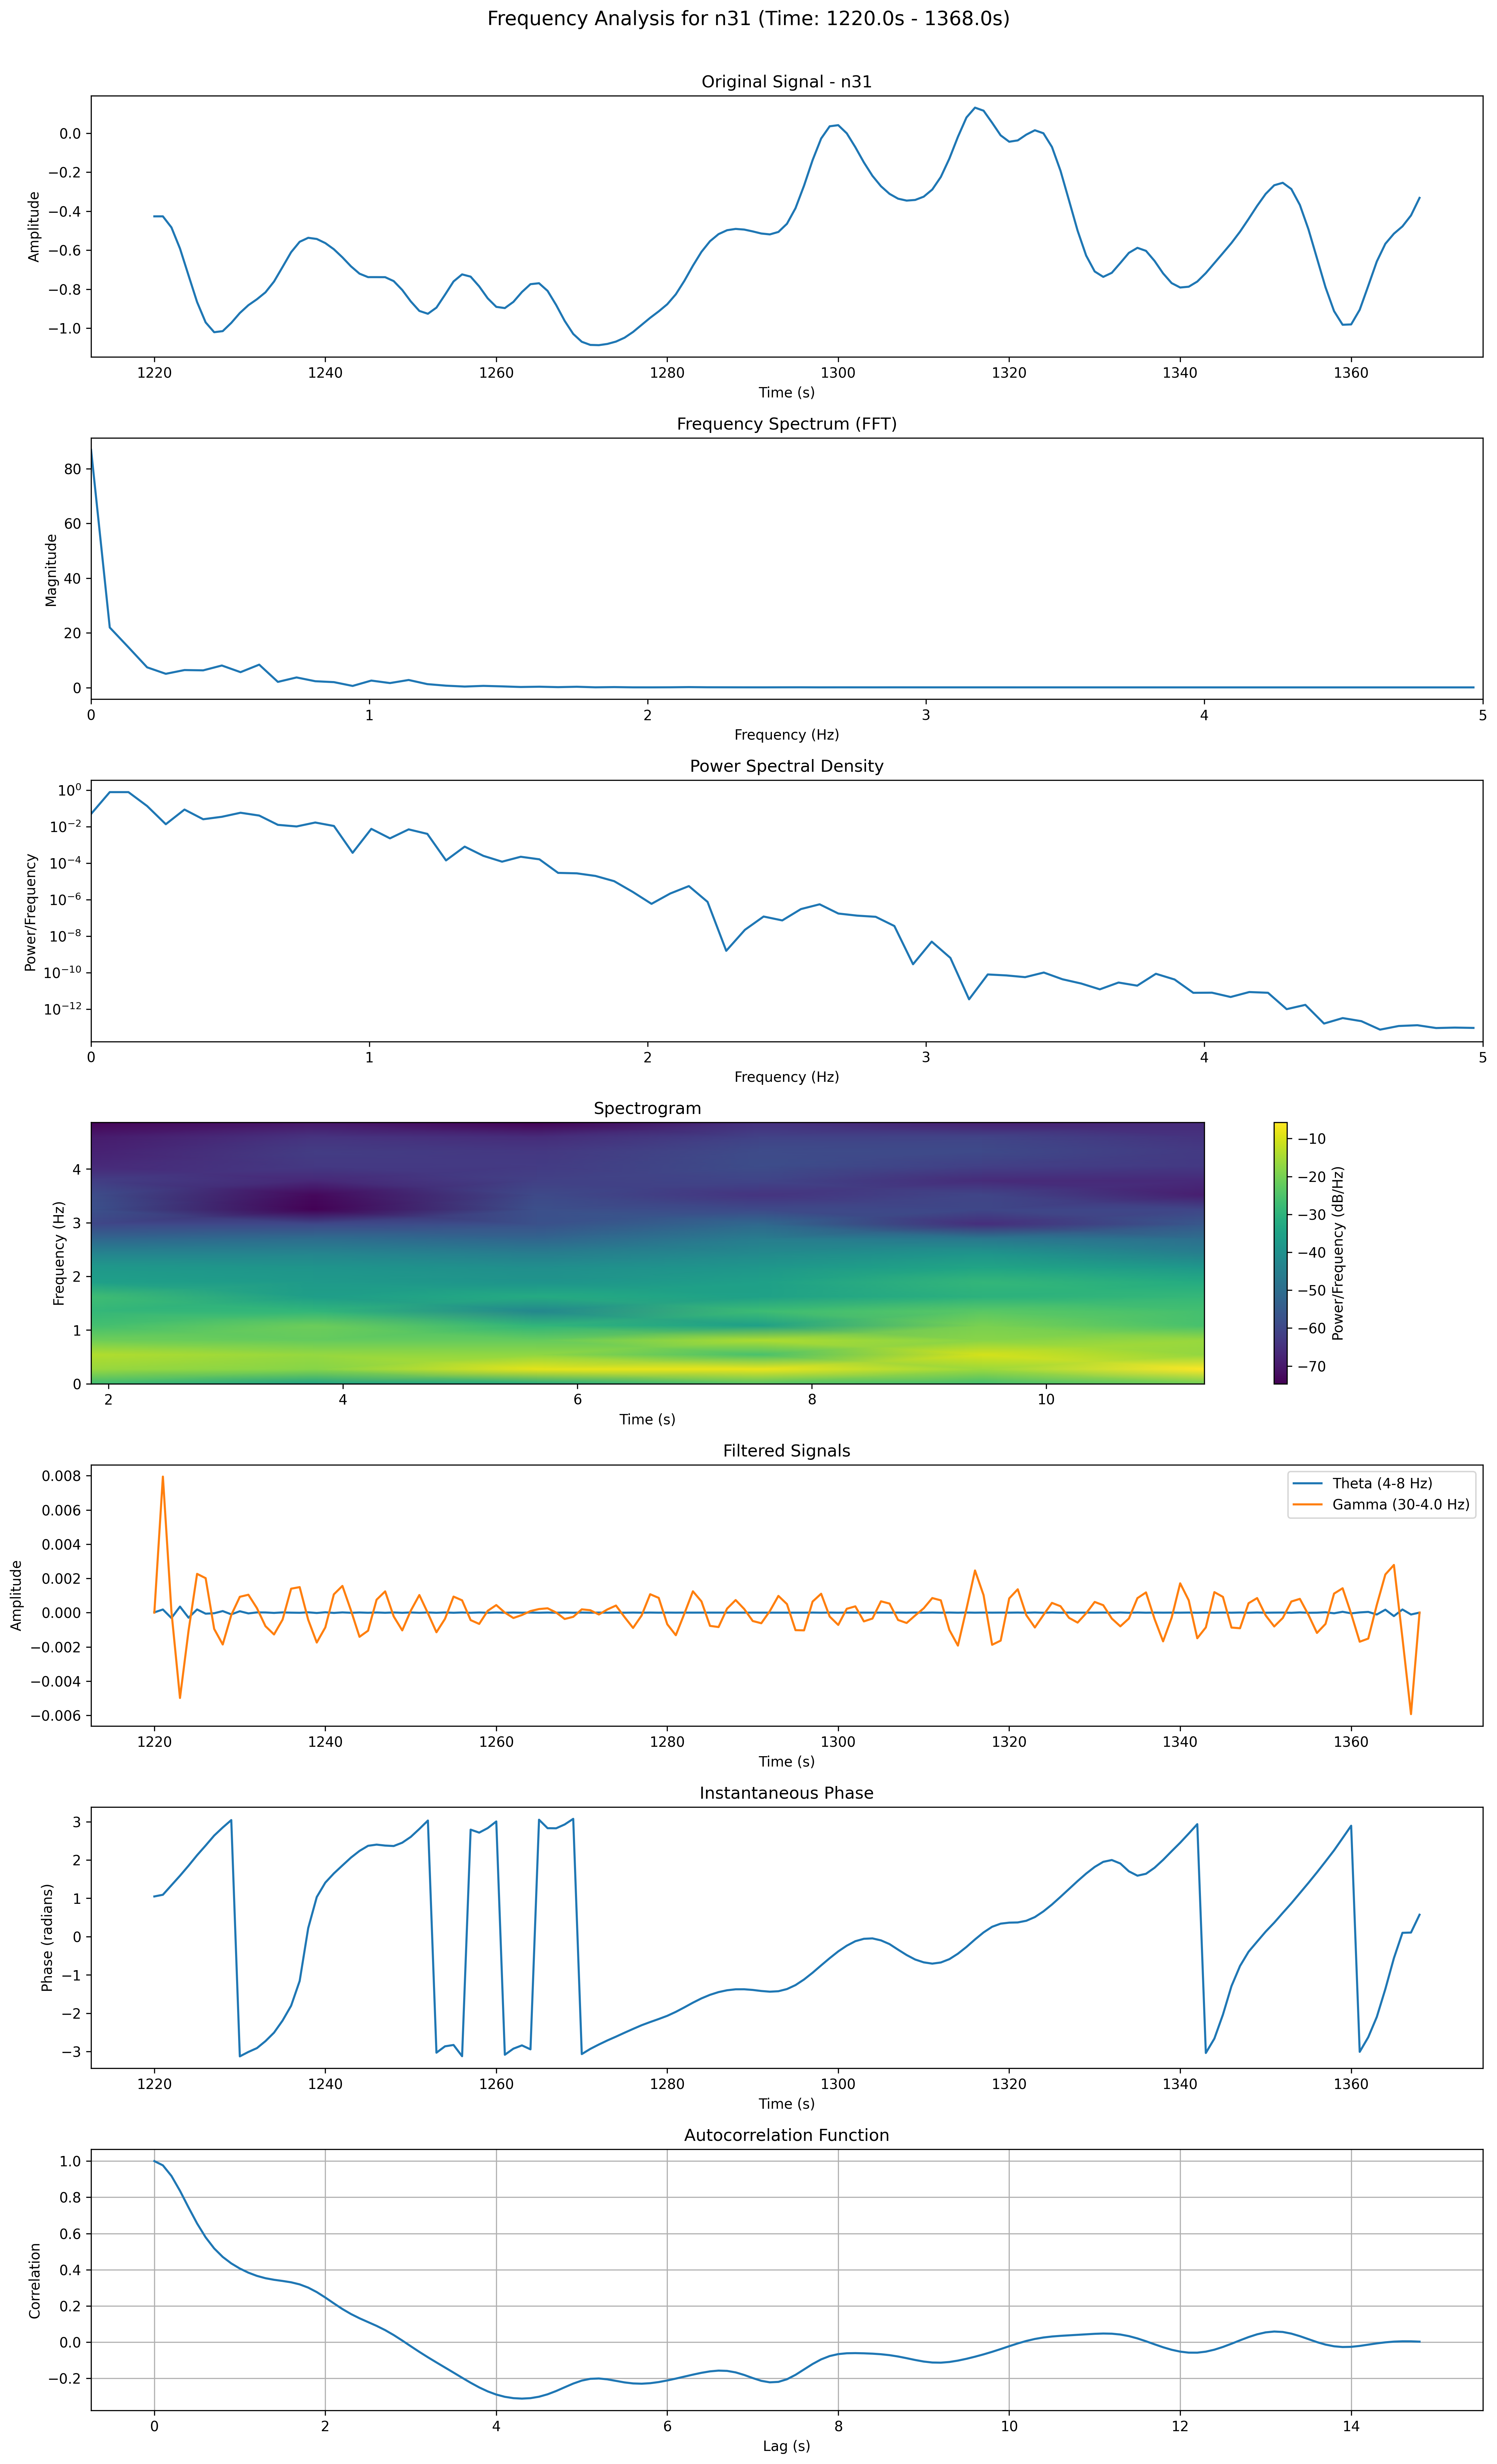 Frequency Analysis for n31 (Time: 1220.0s - 1368.0s)
Original Signal - n31
Amplitude
0.0
−0.2
−0.4
−0.6
−0.8
−1.0
1220 1240 1260 1280 1300 1320 1340 1360
Time (s)
Frequency Spectrum (FFT)
Magnitude
80
60
40
20
0
0 1 2 3 4 5
Frequency (Hz)
Power Spectral Density
Power/Frequency
10⁰
10⁻²
10⁻⁴
10⁻⁶
10⁻⁸
10⁻¹⁰
10⁻¹²
0 1 2 3 4 5
Frequency (Hz)
Spectrogram
Frequency (Hz)
4
3
2
1
0
2 4 6 8 10
Time (s)
−10
−20
−30
−40
−50
−60
−70
Power/Frequency (dB/Hz)
Filtered Signals
Amplitude
0.008
0.006
0.004
0.002
0.000
−0.002
−0.004
−0.006
Theta (4-8 Hz)
Gamma (30-4.0 Hz)
1220 1240 1260 1280 1300 1320 1340 1360
Time (s)
Instantaneous Phase
Phase (radians)
3
2
1
0
−1
−2
−3
1220 1240 1260 1280 1300 1320 1340 1360
Time (s)
Autocorrelation Function
Correlation
1.0
0.8
0.6
0.4
0.2
0.0
−0.2
0 2 4 6 8 10 12 14
Lag (s)